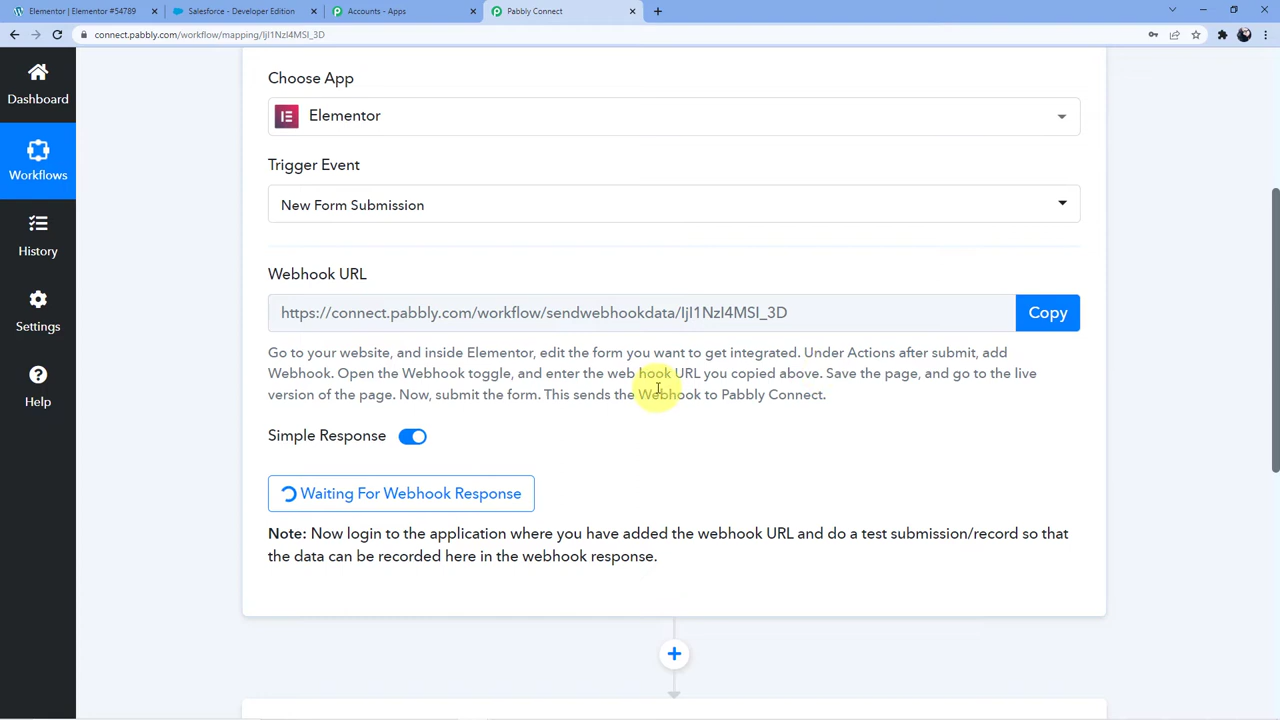 Elementor | Elementor #54789
Salesforce - Developer Edition
Accounts - Apps
Pabbly Connect
connect.pabbly.com/workflow/mapping/IjI1NzI4MSI_3D
Dashboard
Workflows
History
Settings
Help
Choose App
Elementor
Trigger Event
New Form Submission
Webhook URL
https://connect.pabbly.com/workflow/sendwebhookdata/IjI1NzI4MSI_3D
Copy
Go to your website, and inside Elementor, edit the form you want to get integrated. Under Actions after submit, add
Webhook. Open the Webhook toggle, and enter the web hook URL you copied above. Save the page, and go to the live
version of the page. Now, submit the form. This sends the Webhook to Pabbly Connect.
Simple Response
Waiting For Webhook Response
Note: Now login to the application where you have added the webhook URL and do a test submission/record so that
the data can be recorded here in the webhook response.